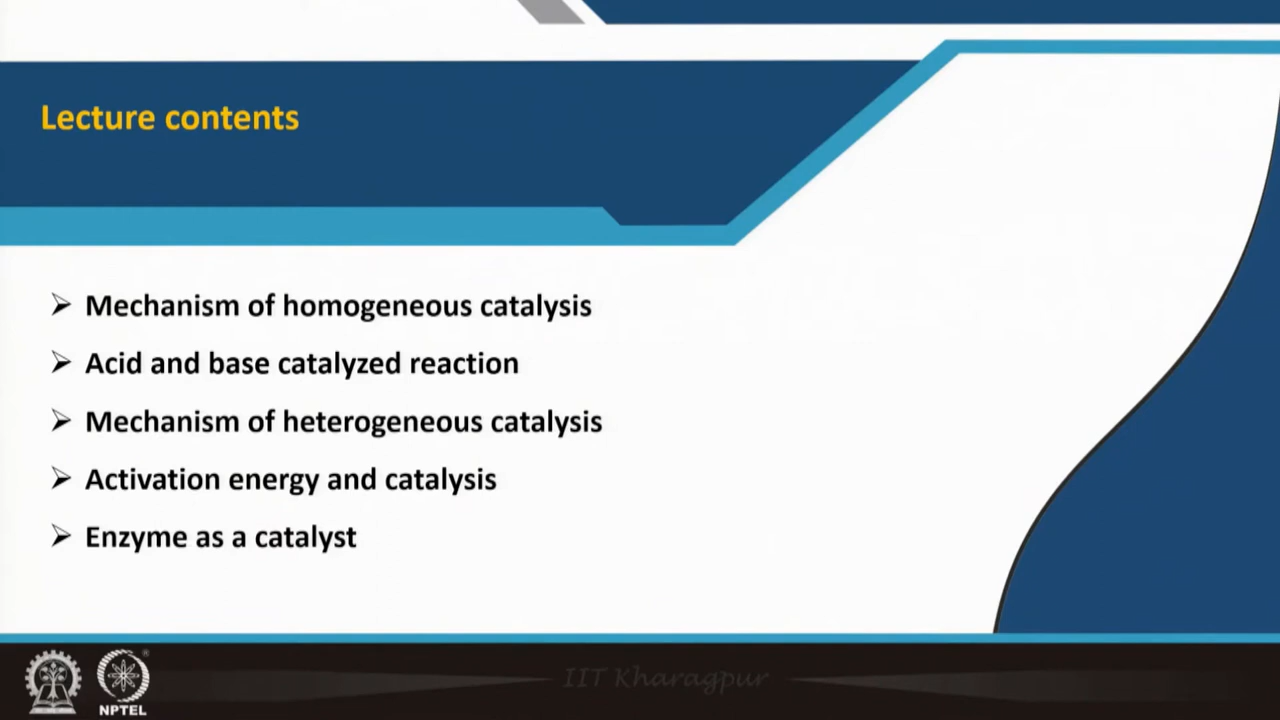 Lecture contents
➢ Mechanism of homogeneous catalysis
➢ Acid and base catalyzed reaction
➢ Mechanism of heterogeneous catalysis
➢ Activation energy and catalysis
➢ Enzyme as a catalyst
IIT Kharagpur
NPTEL